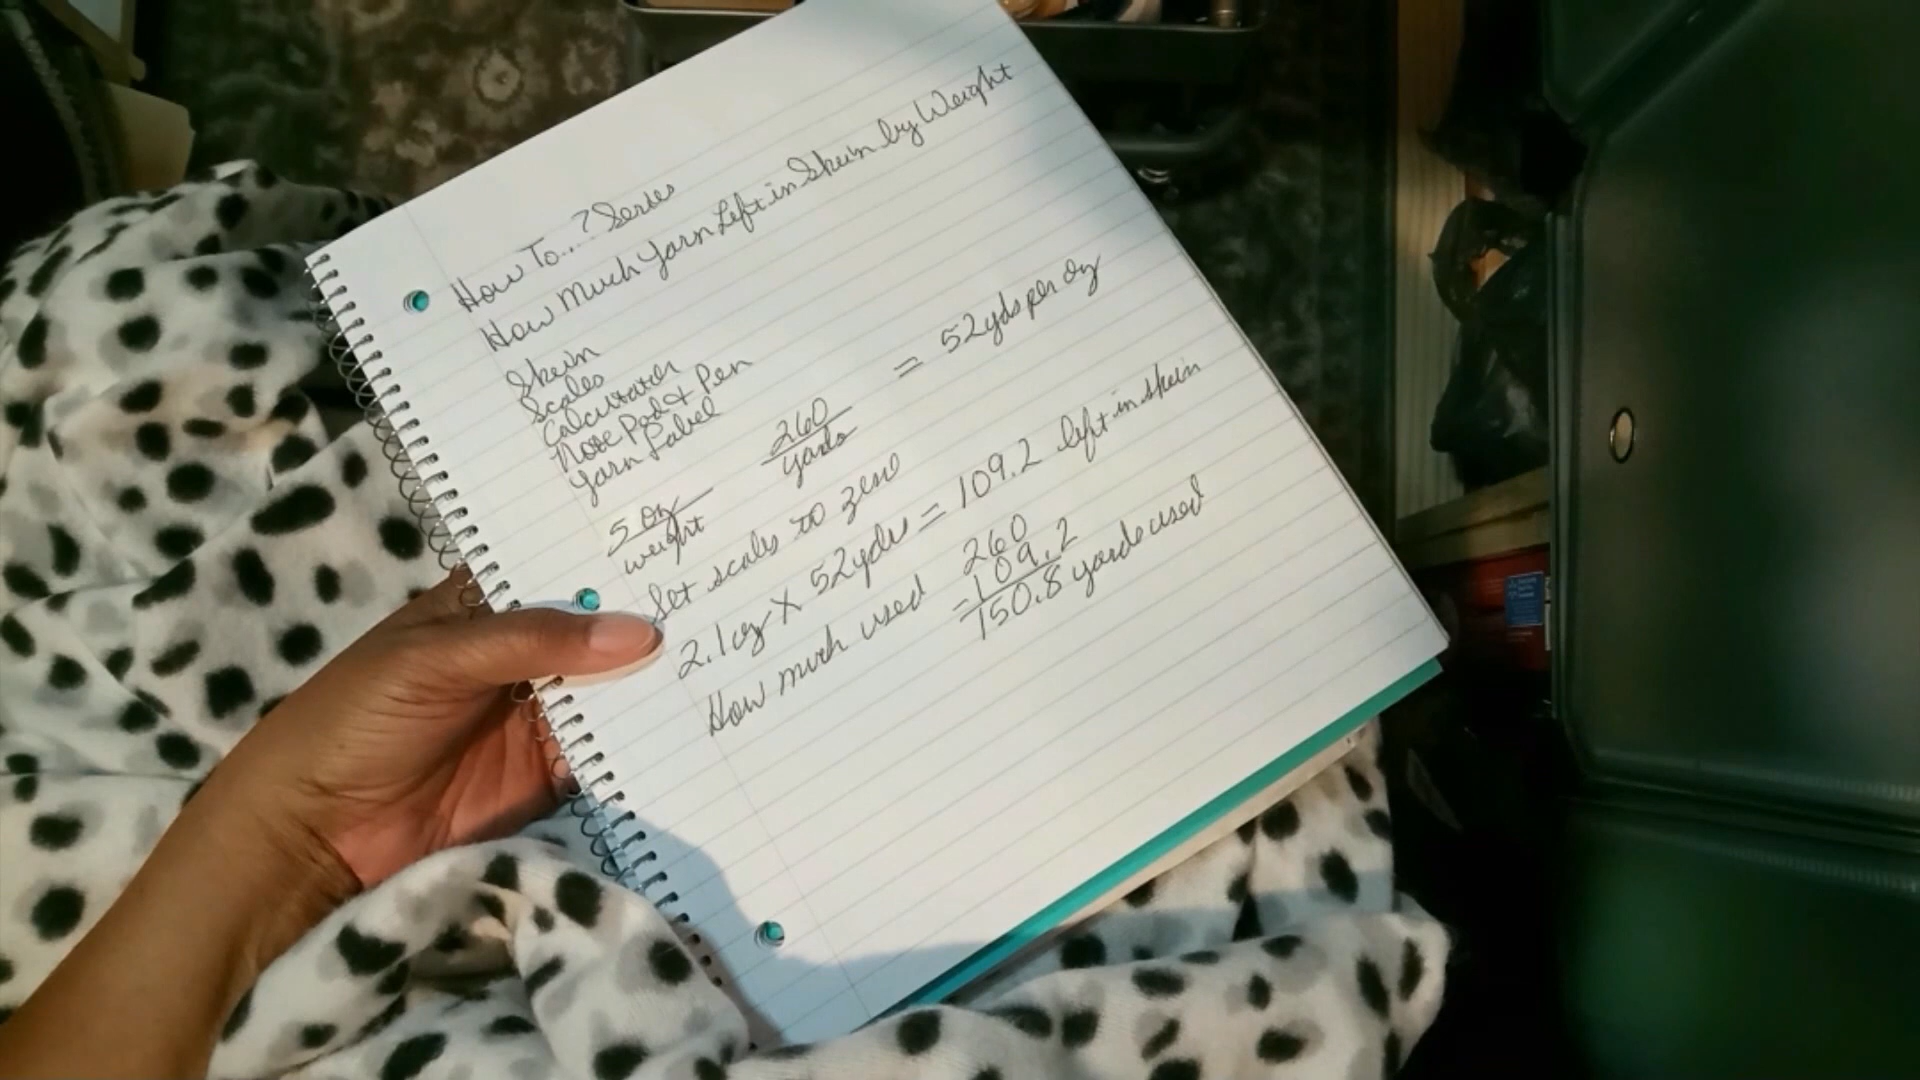 How To...? Series
How Much Yarn Left in Skein by Weight
Skein
Scales
Calculator
Note Pad & Pen
Yarn Label
5 oz 260 = 52yds per oz
weight yards
Set scales to zero
2.1oz X 52yds = 109.2 left in skein
How much used 260
-109.2
150.8 yards used